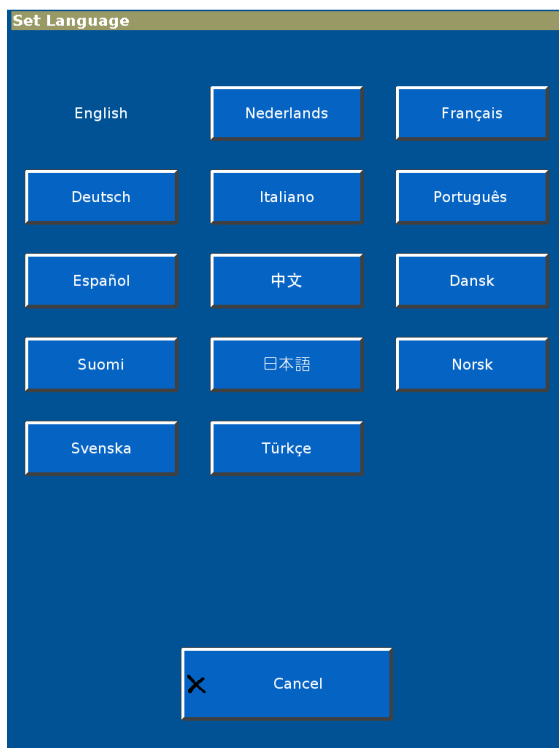 Set Language
English Nederlands Français
Deutsch Italiano Português
Español 中文 Dansk
Suomi 日本語 Norsk
Svenska Türkçe
Cancel